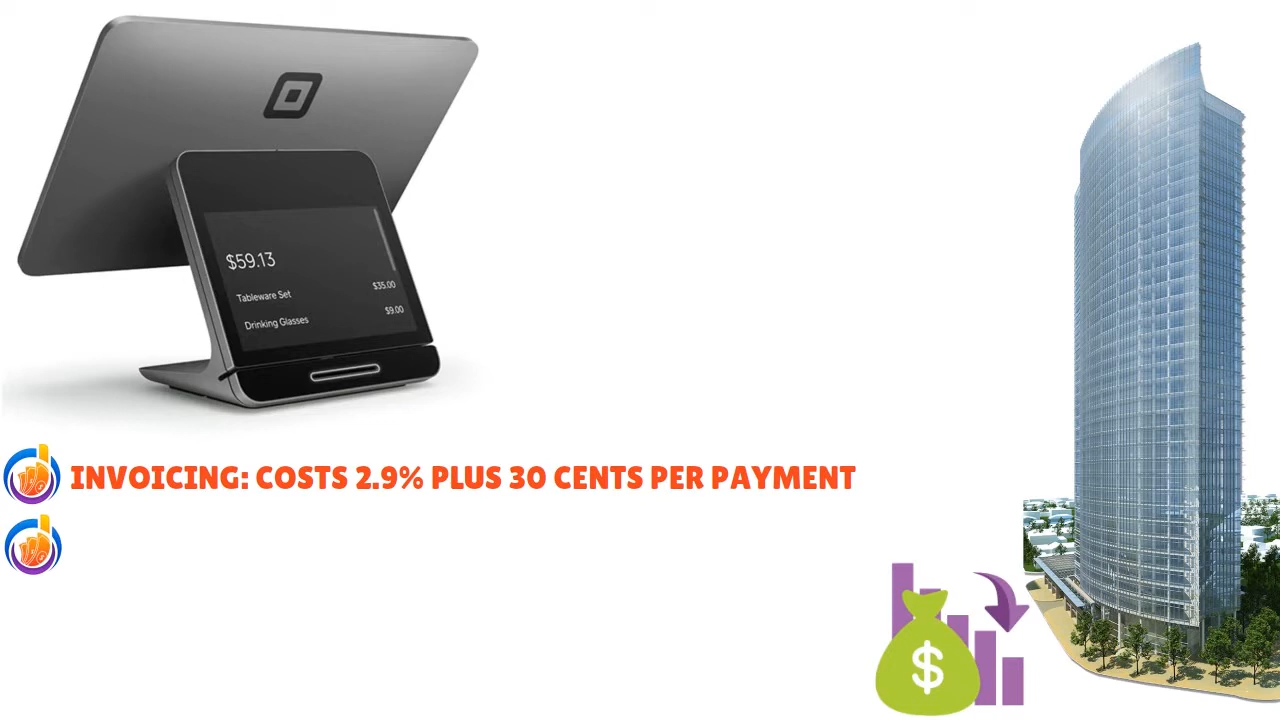 $59.13
Tableware Set $35.00
Drinking Glasses $9.00
INVOICING: COSTS 2.9% PLUS 30 CENTS PER PAYMENT
$